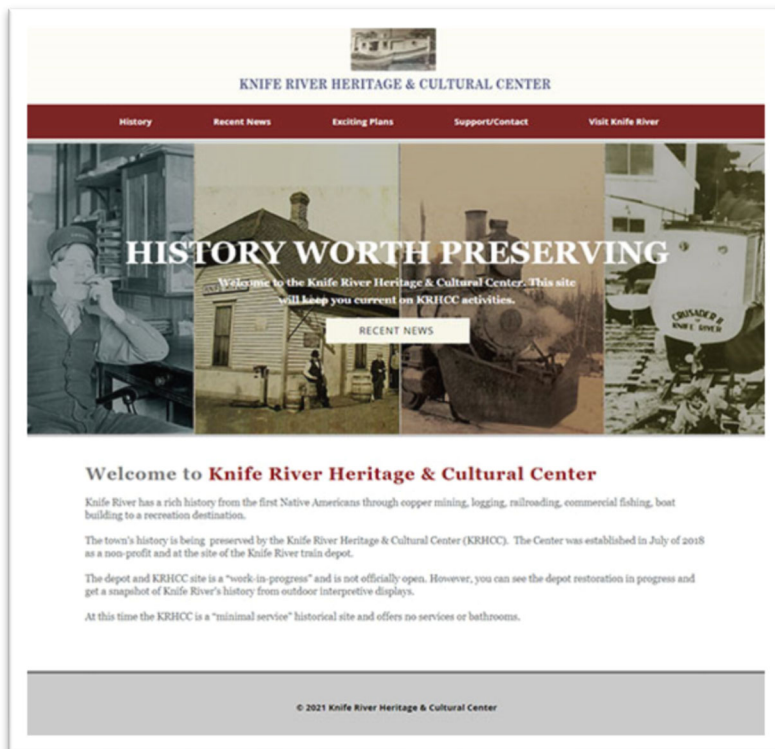 KNIFE RIVER HERITAGE & CULTURAL CENTER
History Recent News Exciting Plans Support/Contact Visit Knife River
HISTORY WORTH PRESERVING
Welcome to the Knife River Heritage & Cultural Center. This site
will keep you current on KRHCC activities.
RECENT NEWS
CRUSADER II
KNIFE RIVER
Welcome to Knife River Heritage & Cultural Center
Knife River has a rich history from the first Native Americans through copper mining, logging, railroading, commercial fishing, boat
building to a recreation destination.
The town's history is being preserved by the Knife River Heritage & Cultural Center (KRHCC). The Center was established in July of 2018
as a non-profit and at the site of the Knife River train depot.
The depot and KRHCC site is a "work-in-progress" and is not officially open. However, you can see the depot restoration in progress and
get a snapshot of Knife River's history from outdoor interpretive displays.
At this time the KRHCC is a "minimal service" historical site and offers no services or bathrooms.
© 2021 Knife River Heritage & Cultural Center